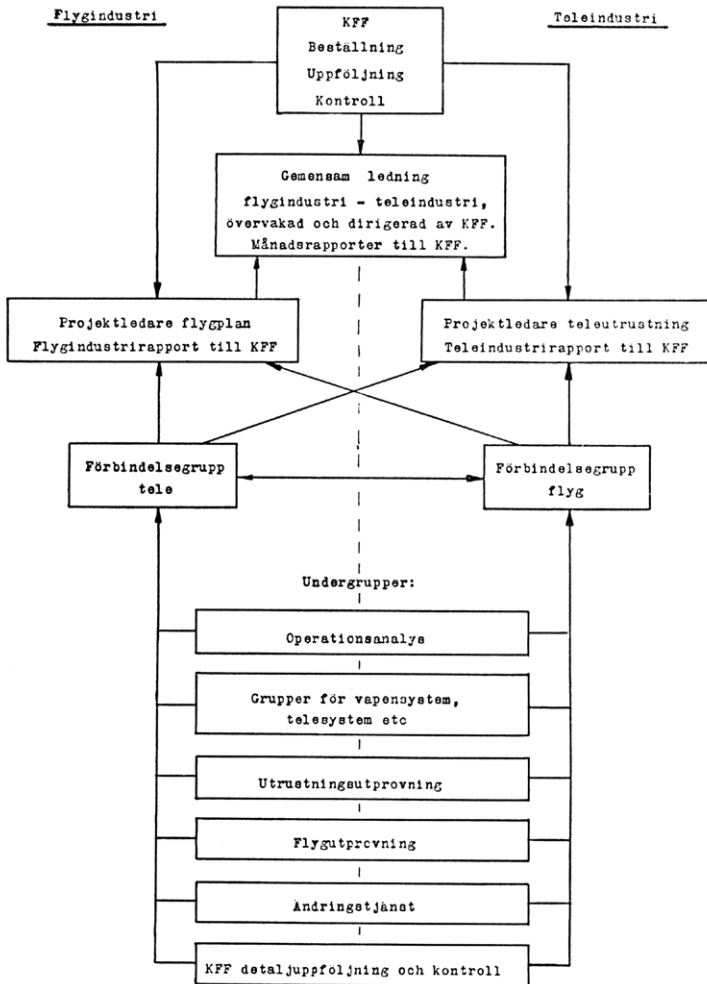 Flygindustri
Teleindustri
KFF
Beställning
Uppföljning
Kontroll
Gemensam ledning
flygindustri - teleindustri,
övervakad och dirigerad av KFF.
Månadsrapporter till KFF.
Projektledare flygplan
Flygindustrirapport till KFF
Projektledare teleutrustning
Teleindustrirapport till KFF
Förbindelsegrupp
tele
Förbindelsegrupp
flyg
Undergrupper:
Operationsanalys
Grupper för vapensystem,
telesystem etc
Utrustningsutprovning
Flygutprovning
Ändringstjänst
KFF detaljuppföljning och kontroll